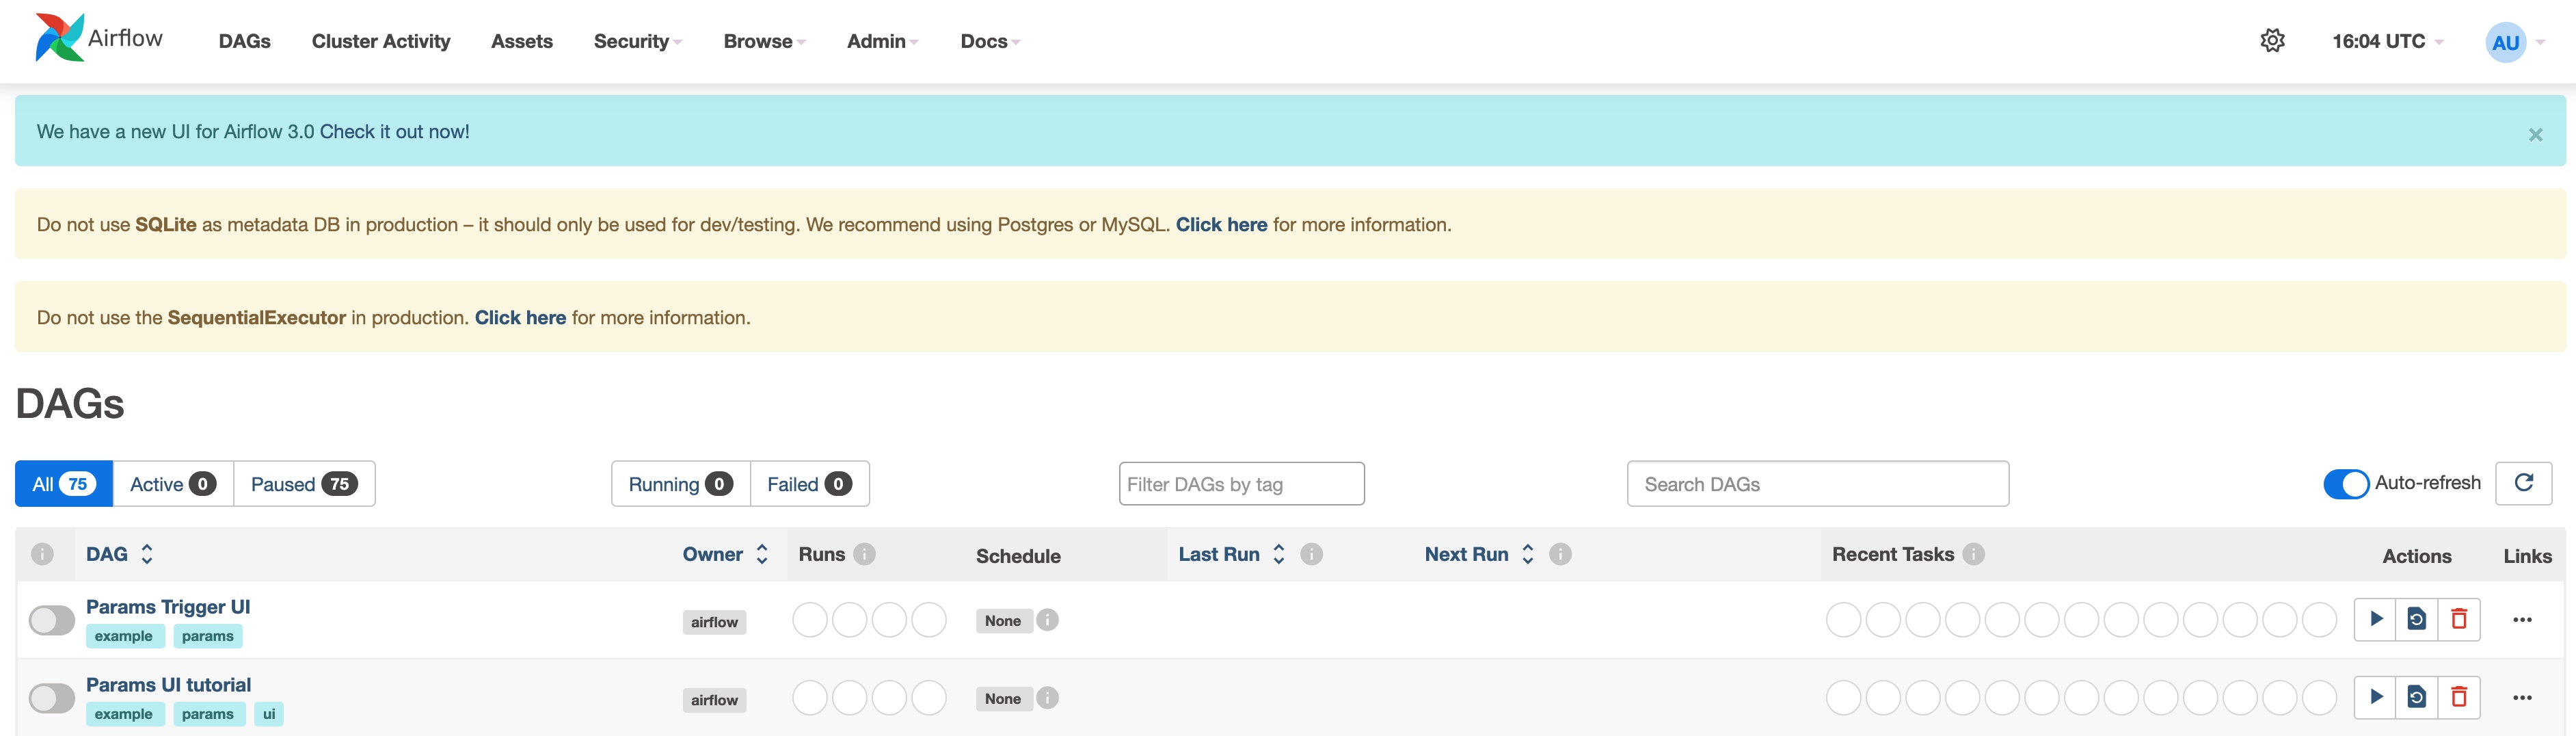 Airflow DAGs Cluster Activity Assets Security Browse Admin Docs 16:04 UTC AU
We have a new UI for Airflow 3.0 Check it out now! ×
Do not use SQLite as metadata DB in production – it should only be used for dev/testing. We recommend using Postgres or MySQL. Click here for more information.
Do not use the SequentialExecutor in production. Click here for more information.
DAGs
All 75 Active 0 Paused 75 Running 0 Failed 0 Filter DAGs by tag Search DAGs Auto-refresh
DAG Owner Runs Schedule Last Run Next Run Recent Tasks Actions Links
Params Trigger UI
example params airflow None
Params UI tutorial
example params ui airflow None